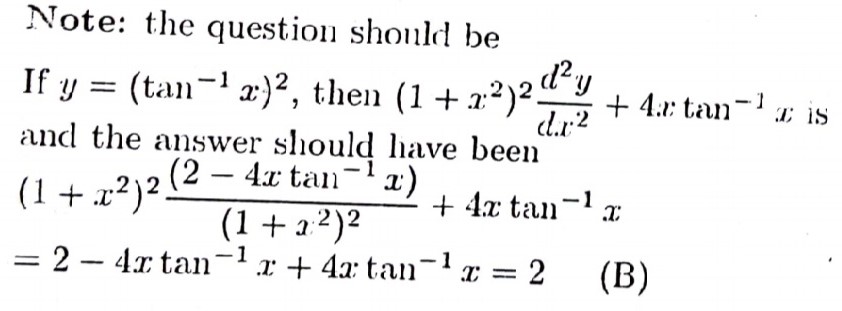 Note: the question should be
If y = (tan⁻¹ x)², then (1 + x²)² d²y/dx² + 4x tan⁻¹ x is
and the answer should have been
(1 + x²)² (2 − 4x tan⁻¹ x)/(1 + x²)² + 4x tan⁻¹ x
= 2 − 4x tan⁻¹ x + 4x tan⁻¹ x = 2 (B)